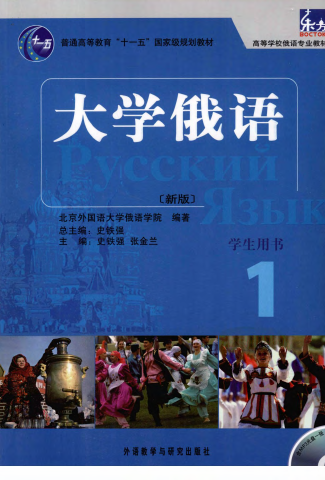 十一五
普通高等教育“十一五”国家级规划教材
东方
DOCTOR
高等学校俄语专业教材
大学俄语
Русский
Язык
〔新版〕
北京外国语大学俄语学院 编著
总主编：史铁强
主 编：史铁强 张金兰
学生用书
1
外语教学与研究出版社